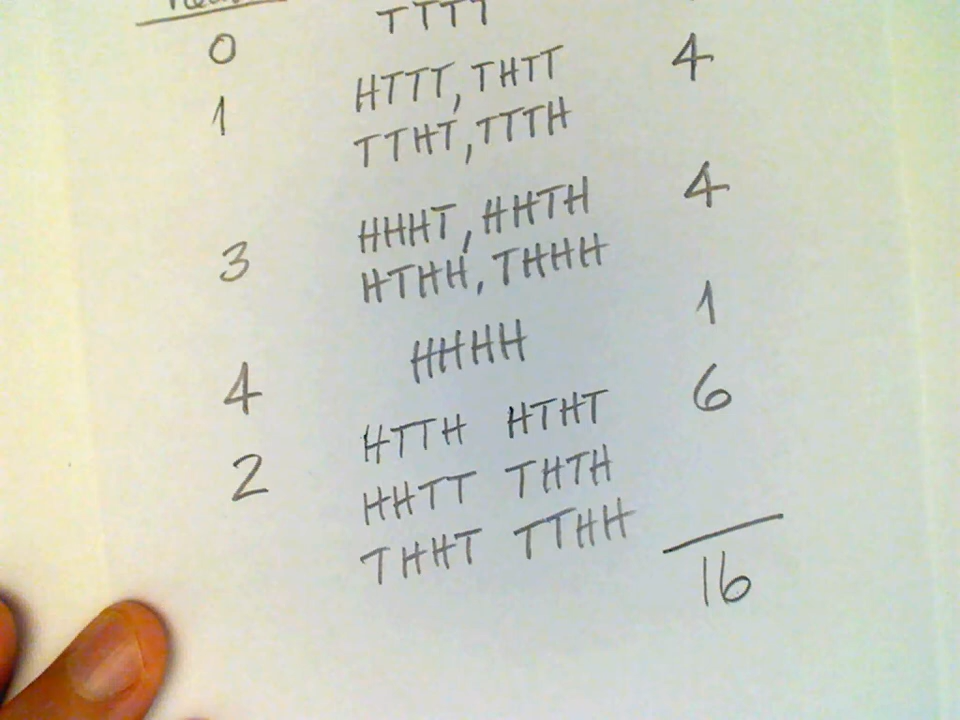 0 TTTT
1 HTTT, THTT 4
TTHT, TTTH
3 HHHT, HHTH 4
HTHH, THHH
4 HHHH 1
2 HTTH HTHT 6
HHTT THTH
THHT TTHH
16